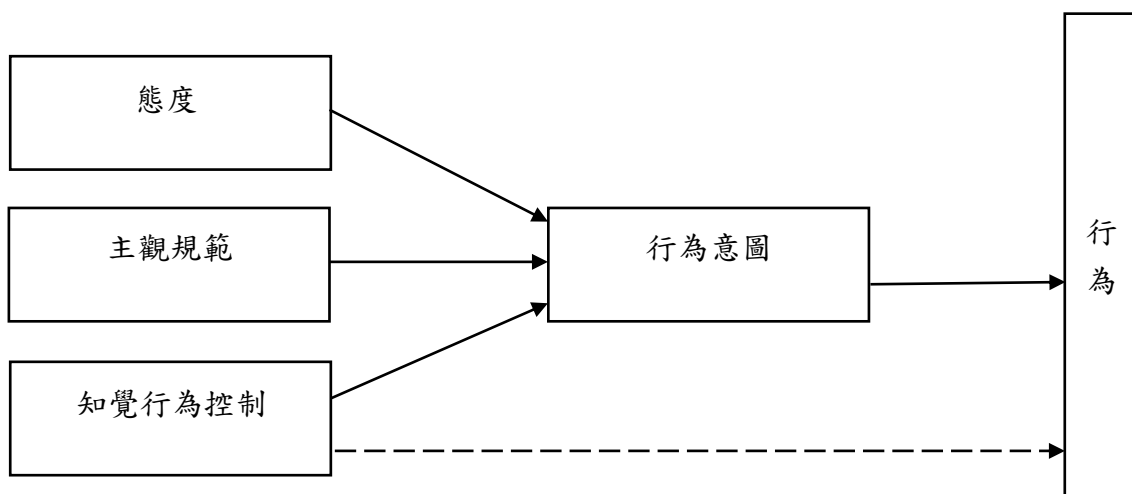 態度
主觀規範
行為意圖
知覺行為控制
行
為